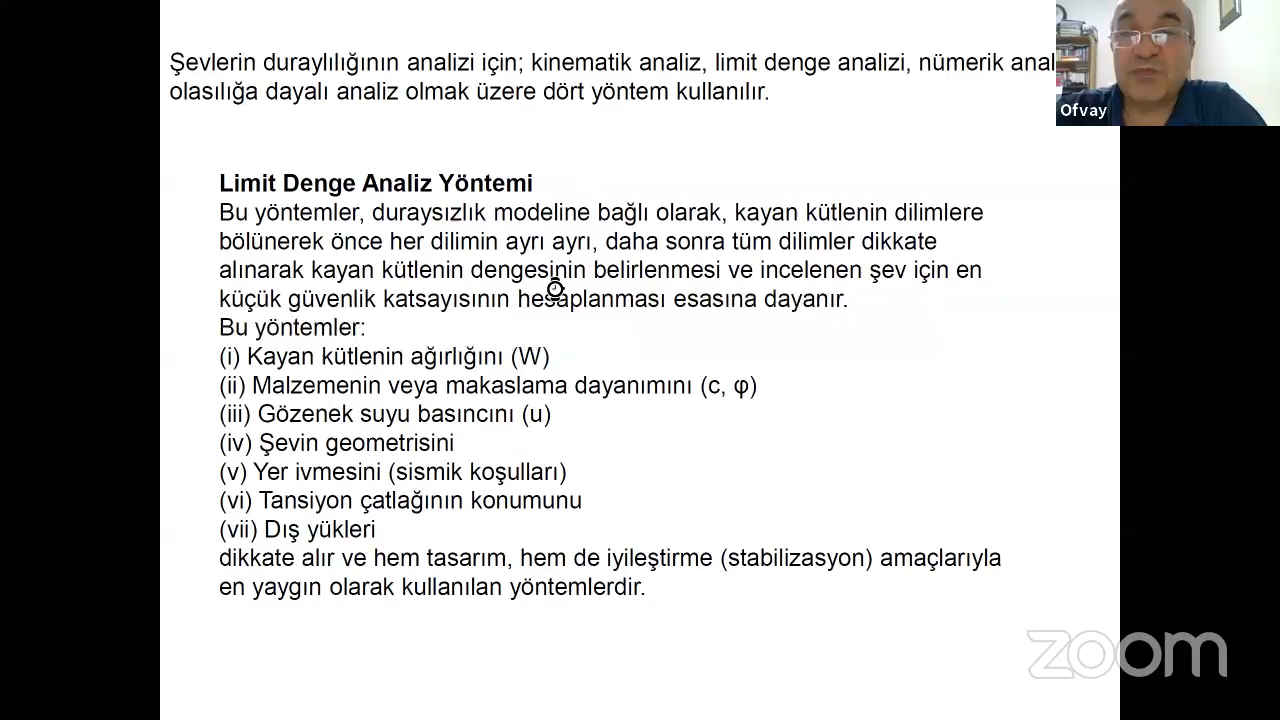 Şevlerin duraylılığının analizi için; kinematik analiz, limit denge analizi, nümerik anal
olasılığa dayalı analiz olmak üzere dört yöntem kullanılır.
Ofvay
Limit Denge Analiz Yöntemi
Bu yöntemler, duraysızlık modeline bağlı olarak, kayan kütlenin dilimlere
bölünerek önce her dilimin ayrı ayrı, daha sonra tüm dilimler dikkate
alınarak kayan kütlenin dengesinin belirlenmesi ve incelenen şev için en
küçük güvenlik katsayısının hesaplanması esasına dayanır.
Bu yöntemler:
(i) Kayan kütlenin ağırlığını (W)
(ii) Malzemenin veya makaslama dayanımını (c, φ)
(iii) Gözenek suyu basıncını (u)
(iv) Şevin geometrisini
(v) Yer ivmesini (sismik koşulları)
(vi) Tansiyon çatlağının konumunu
(vii) Dış yükleri
dikkate alır ve hem tasarım, hem de iyileştirme (stabilizasyon) amaçlarıyla
en yaygın olarak kullanılan yöntemlerdir.
zoom